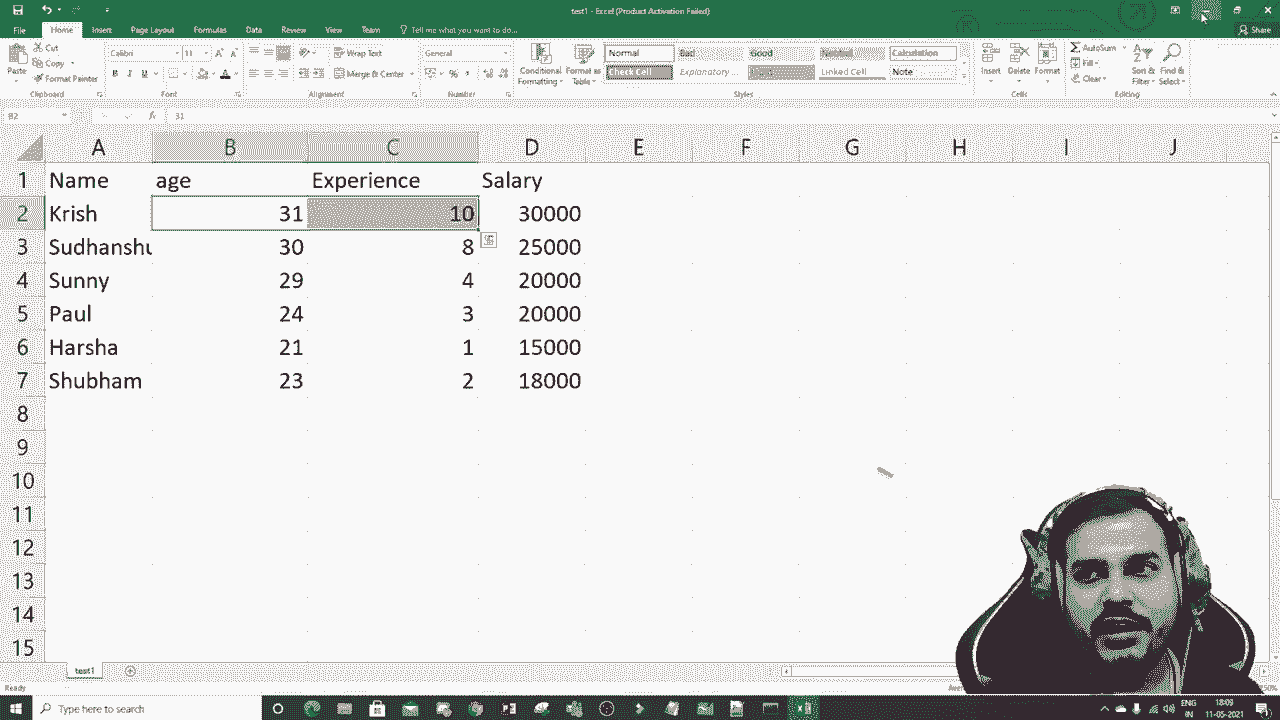 test1 - Excel (Product Activation Failed)
File Home Insert Page Layout Formulas Data Review View Team Tell me what you want to do... Share
Paste Cut Copy Format Painter Clipboard
Calibri 11 Font
Wrap Text Merge & Center Alignment
General Number
Conditional Formatting Format as Table
Normal Bad Good Neutral Calculation
Check Cell Explanatory ... Linked Cell Note
Styles
Insert Delete Format Cells
AutoSum Fill Clear Sort & Filter Find & Select Editing
B2 fx 31
A B C D E F G H I J
1 Name age Experience Salary
2 Krish 31 10 30000
3 Sudhanshu 30 8 25000
4 Sunny 29 4 20000
5 Paul 24 3 20000
6 Harsha 21 1 15000
7 Shubham 23 2 18000
8
9
10
11
12
13
14
15
test1
Ready
Type here to search
ENG 18:09
IN 11-05-2021